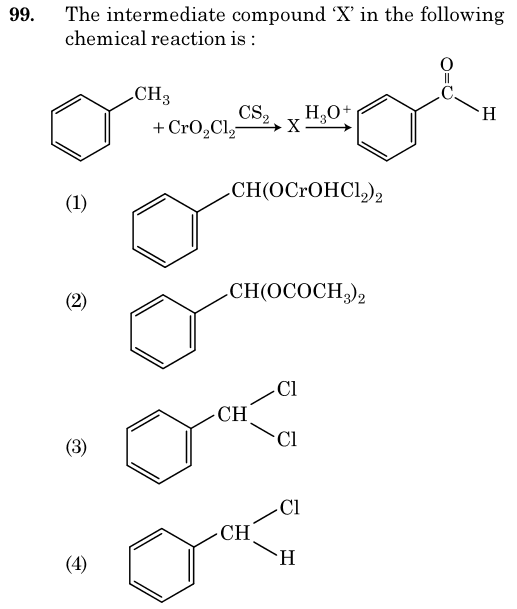 99. The intermediate compound ‘X’ in the following
chemical reaction is :
CH₃ + CrO₂Cl₂ CS₂ X H₃O⁺ O C H
(1) CH(OCrOHCl₂)₂
(2) CH(OCOCH₃)₂
Cl
(3) CH
Cl
Cl
(4) CH
H